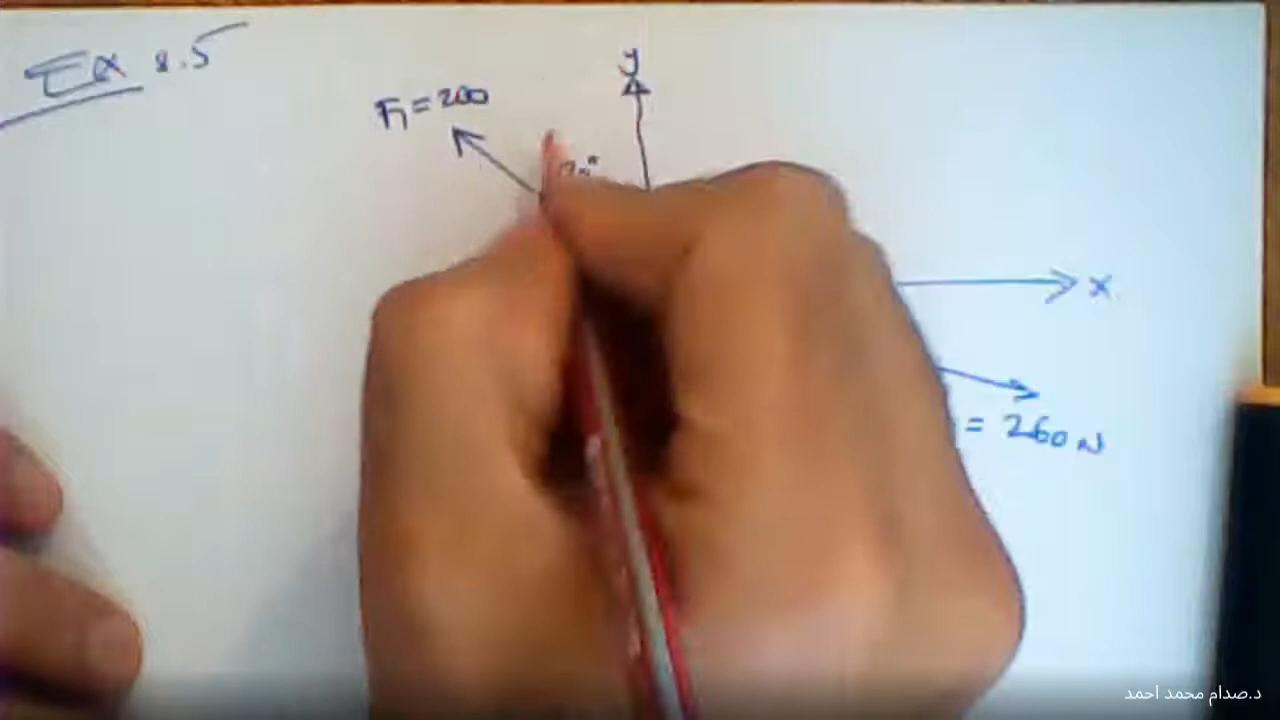 Ex 8.5
y
F₁ = 200
x
= 260 N
د.صدام محمد احمد